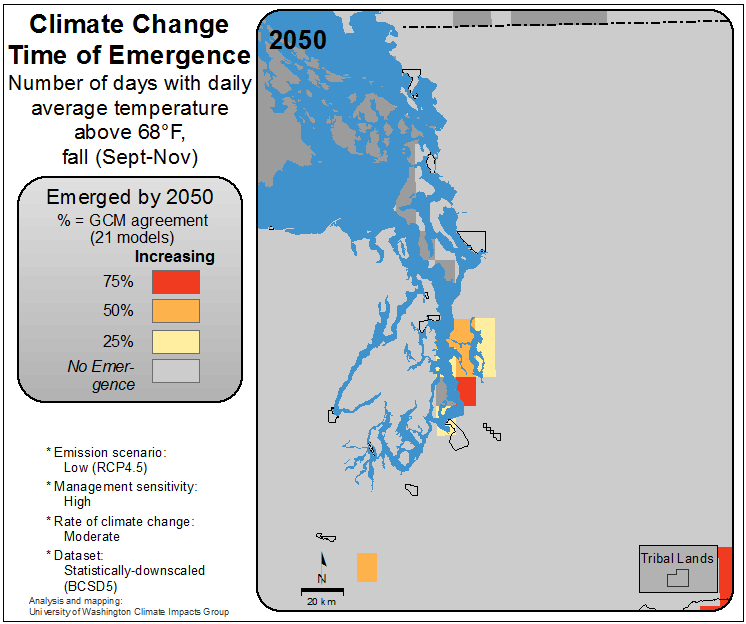 Climate Change
Time of Emergence
Number of days with daily
average temperature
above 68°F,
fall (Sept-Nov)
Emerged by 2050
% = GCM agreement
(21 models)
Increasing
75%
50%
25%
No Emer-
gence
* Emission scenario:
Low (RCP4.5)
* Management sensitivity:
High
* Rate of climate change:
Moderate
* Dataset:
Statistically-downscaled
(BCSD5)
Analysis and mapping:
University of Washington Climate Impacts Group
2050
N
20 km
Tribal Lands